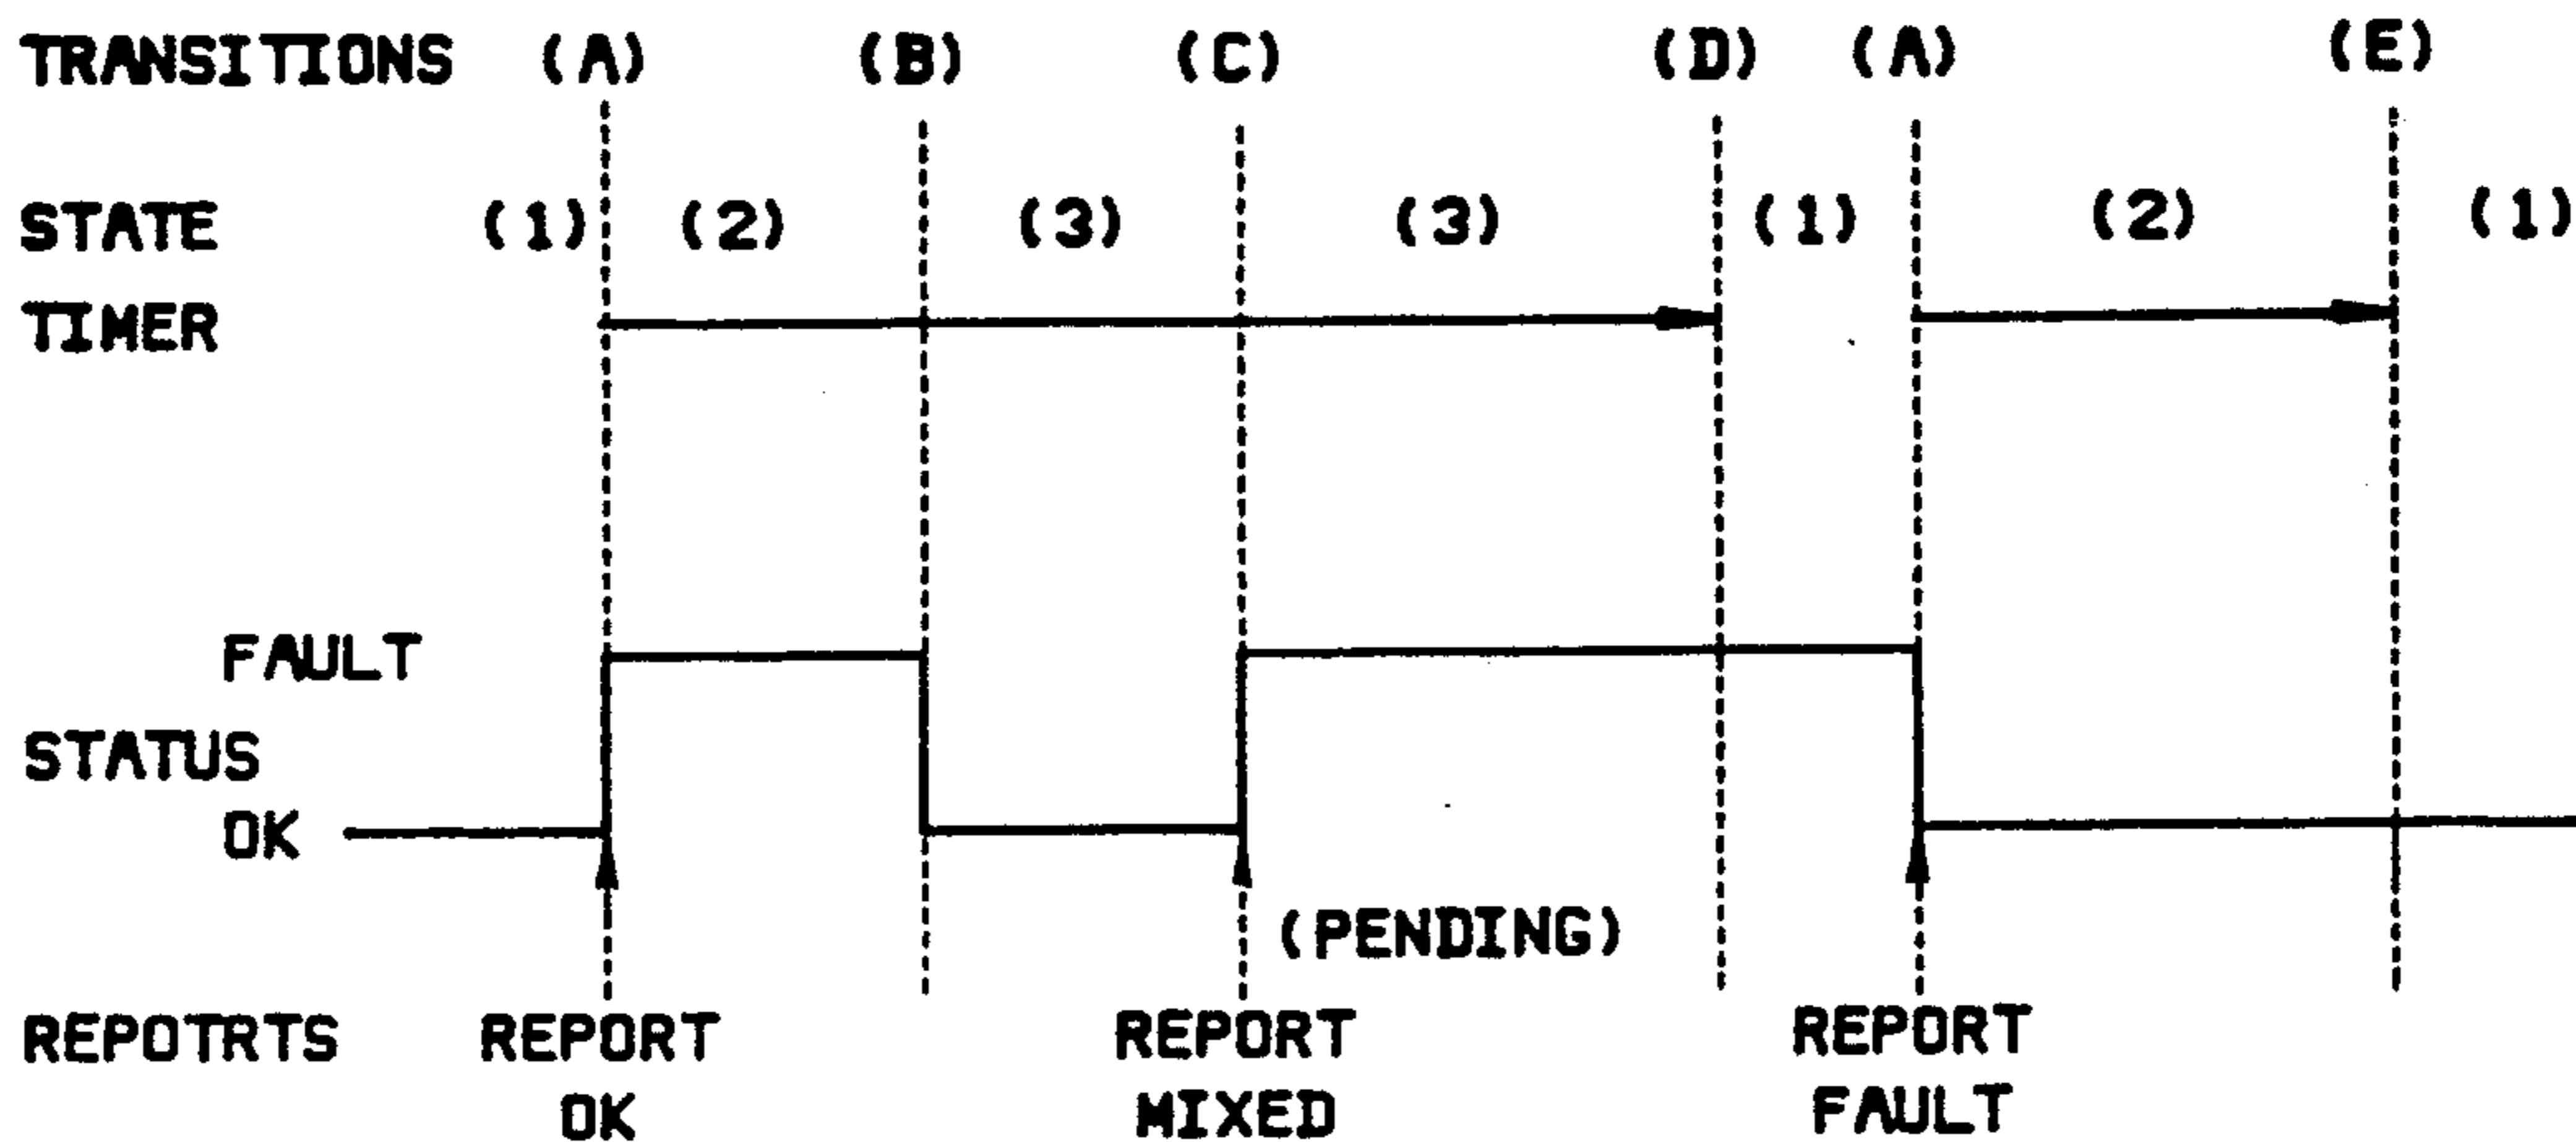 TRANSITIONS (A) (B) (C) (D) (A) (E)
STATE (1) (2) (3) (3) (1) (2) (1)
TIMER
FAULT
STATUS
OK
(PENDING)
REPOTRTS REPORT REPORT REPORT
OK MIXED FAULT